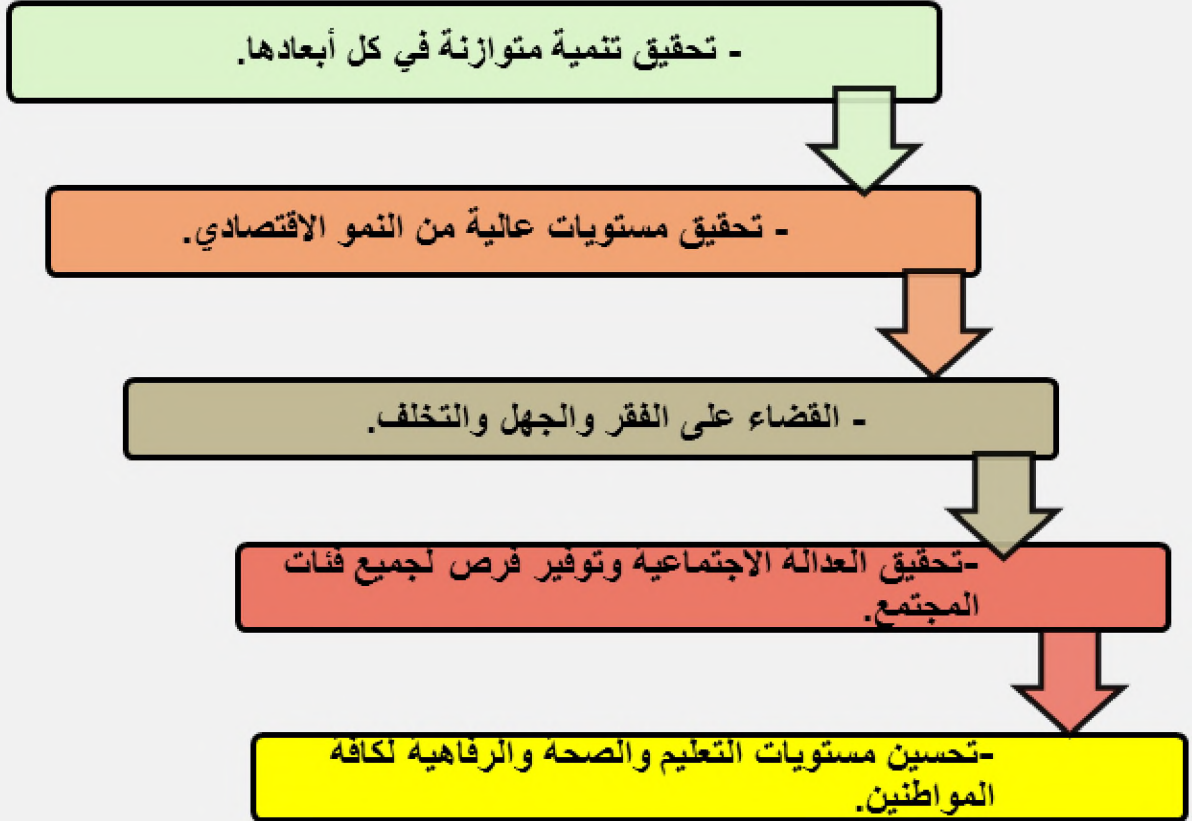 - تحقيق تنمية متوازنة في كل أبعادها.
- تحقيق مستويات عالية من النمو الاقتصادي.
- القضاء على الفقر والجهل والتخلف.
-تحقيق العدالة الاجتماعية وتوفير فرص لجميع فئات
المجتمع.
-تحسين مستويات التعليم والصحة والرفاهية لكافة
المواطنين.